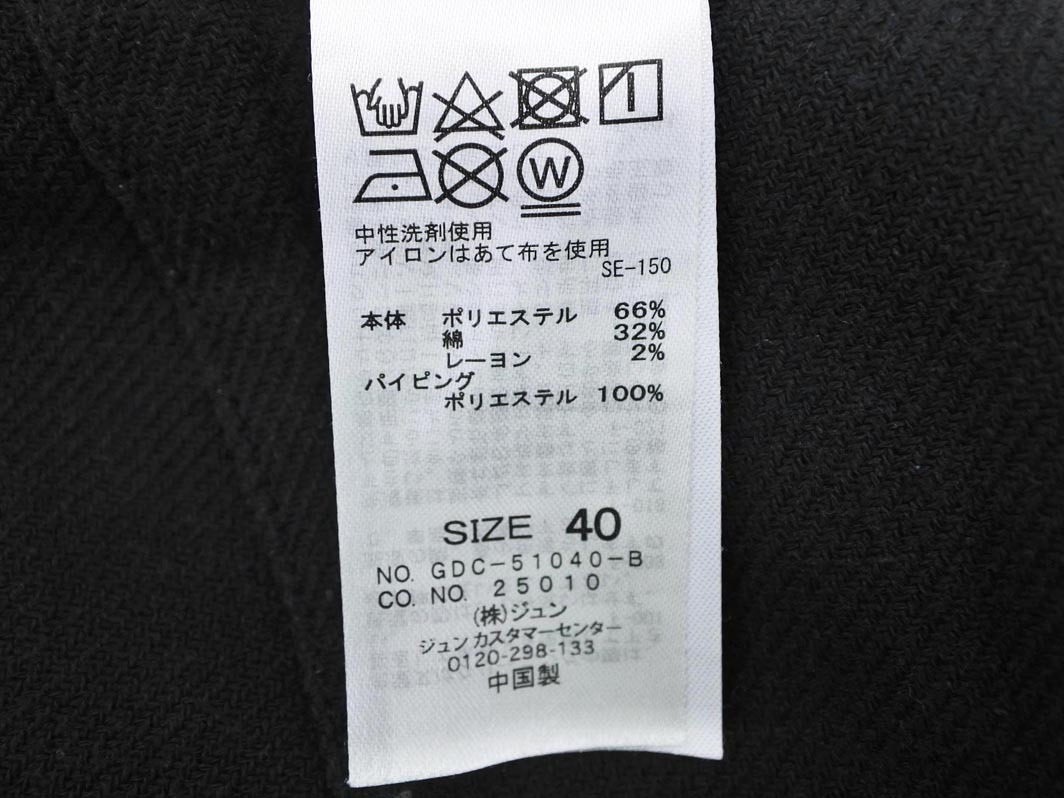 W
中性洗剤使用
アイロンはあて布を使用
SE-150
本体 ポリエステル 66%
綿 32%
レーヨン 2%
パイピング
ポリエステル 100%
SIZE 40
NO. GDC-51040-B
CO. NO. 25010
(株)ジュン
ジュン カスタマーセンター
0120-298-133
中国製